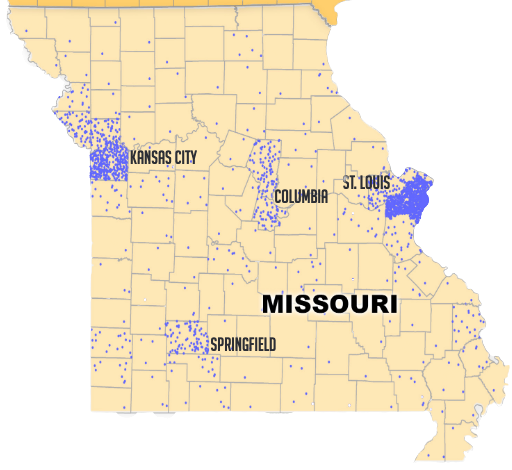 KANSAS CITY
ST. LOUIS
COLUMBIA
MISSOURI
SPRINGFIELD